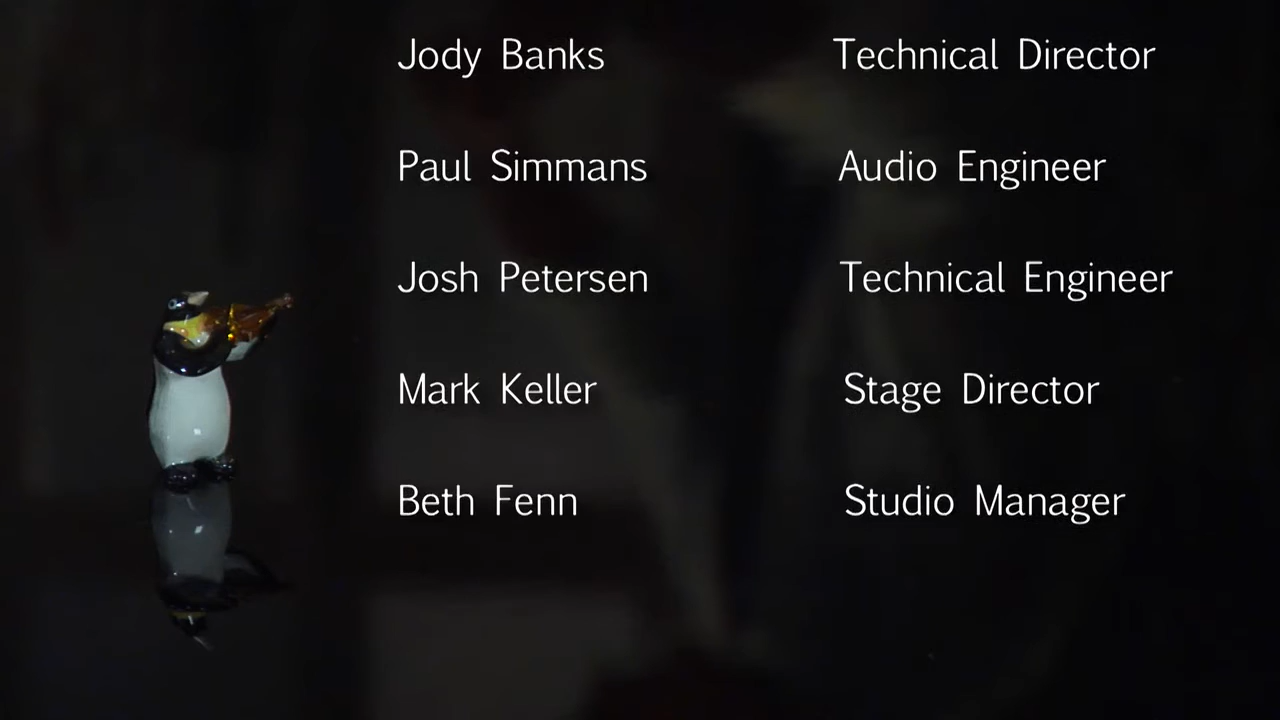 Jody Banks Technical Director
Paul Simmans Audio Engineer
Josh Petersen Technical Engineer
Mark Keller Stage Director
Beth Fenn Studio Manager